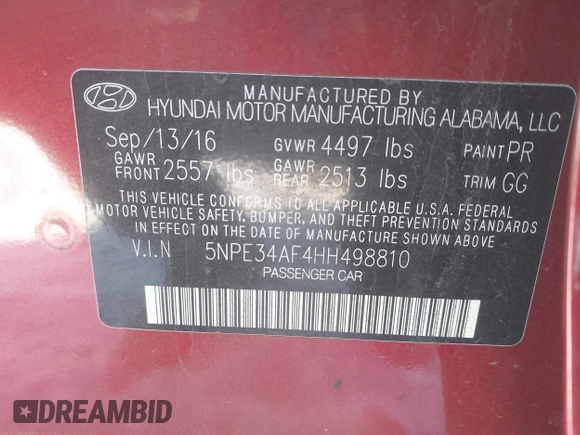 MANUFACTURED BY
HYUNDAI MOTOR MANUFACTURING ALABAMA, LLC
Sep/13/16 GVWR 4497 lbs PAINT PR
GAWR FRONT 2557 lbs GAWR REAR 2513 lbs TRIM GG
THIS VEHICLE CONFORMS TO ALL APPLICABLE U.S.A. FEDERAL
MOTOR VEHICLE SAFETY, BUMPER, AND THEFT PREVENTION STANDARDS
IN EFFECT ON THE DATE OF MANUFACTURE SHOWN ABOVE.
V.I.N 5NPE34AF4HH498810
PASSENGER CAR
DREAMBID